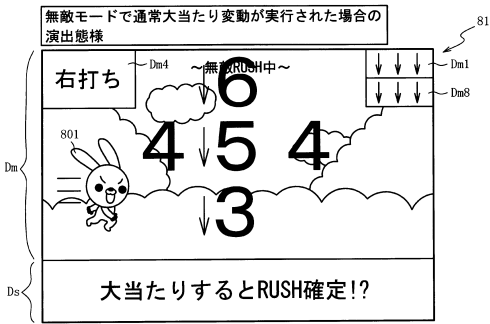 無敵モードで通常大当たり変動が実行された場合の
演出態様
81
右打ち
Dm4
～無敵RUSH中～
Dm1
Dm8
801
6
4 5 4
3
Dm
Ds
大当たりするとRUSH確定!?